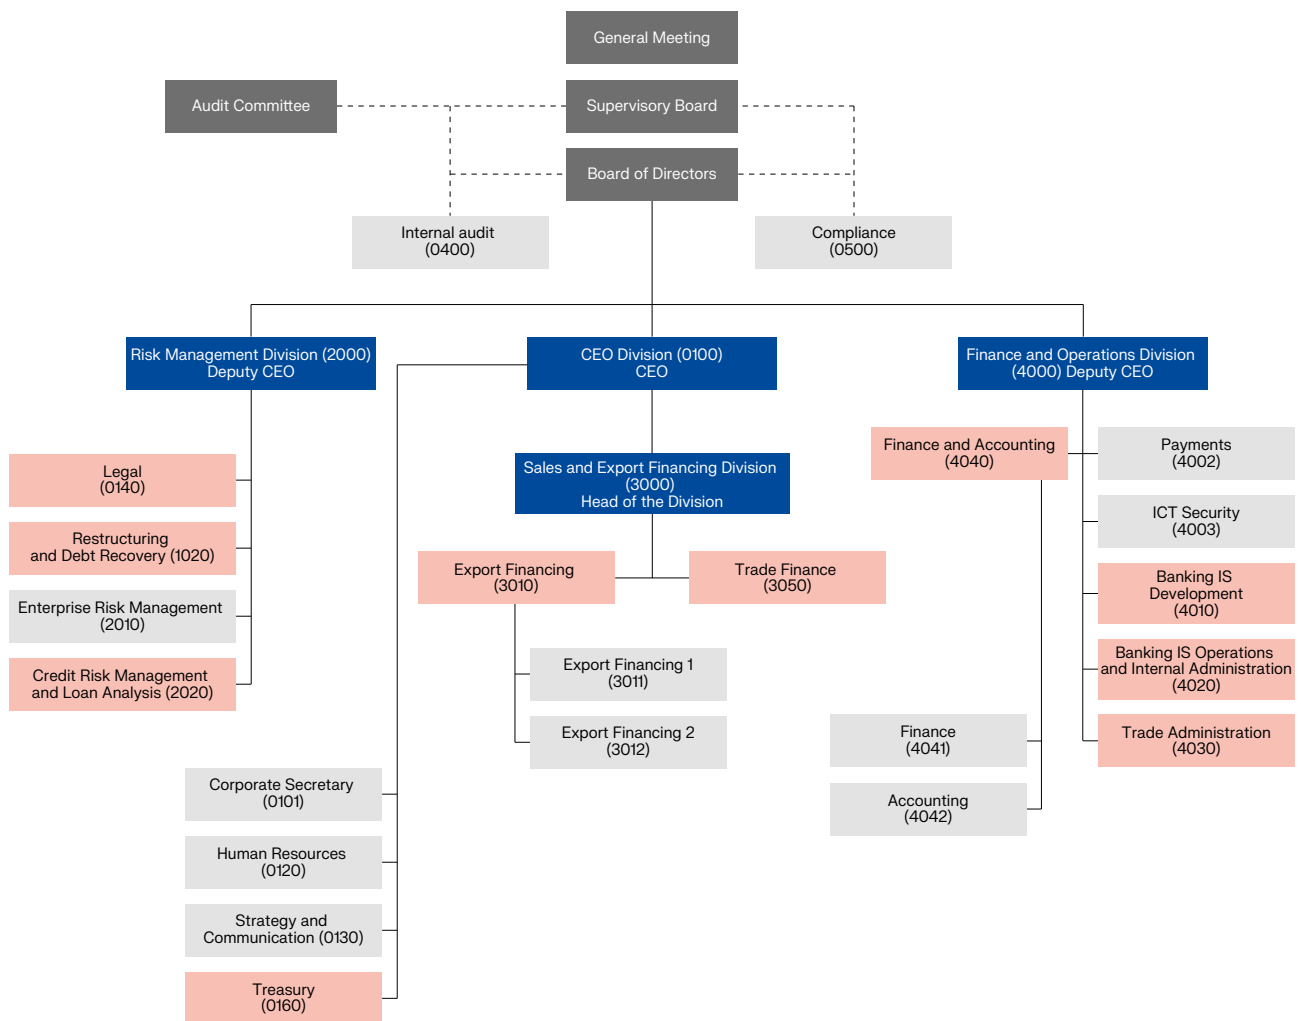 General Meeting
Audit Committee
Supervisory Board
Board of Directors
Internal audit
(0400)
Compliance
(0500)
Risk Management Division (2000)
Deputy CEO
CEO Division (0100)
CEO
Finance and Operations Division
(4000) Deputy CEO
Legal
(0140)
Restructuring
and Debt Recovery (1020)
Enterprise Risk Management
(2010)
Credit Risk Management
and Loan Analysis (2020)
Sales and Export Financing Division
(3000)
Head of the Division
Export Financing
(3010)
Trade Finance
(3050)
Export Financing 1
(3011)
Export Financing 2
(3012)
Corporate Secretary
(0101)
Human Resources
(0120)
Strategy and
Communication (0130)
Treasury
(0160)
Finance and Accounting
(4040)
Payments
(4002)
ICT Security
(4003)
Banking IS
Development
(4010)
Banking IS Operations
and Internal Administration
(4020)
Trade Administration
(4030)
Finance
(4041)
Accounting
(4042)